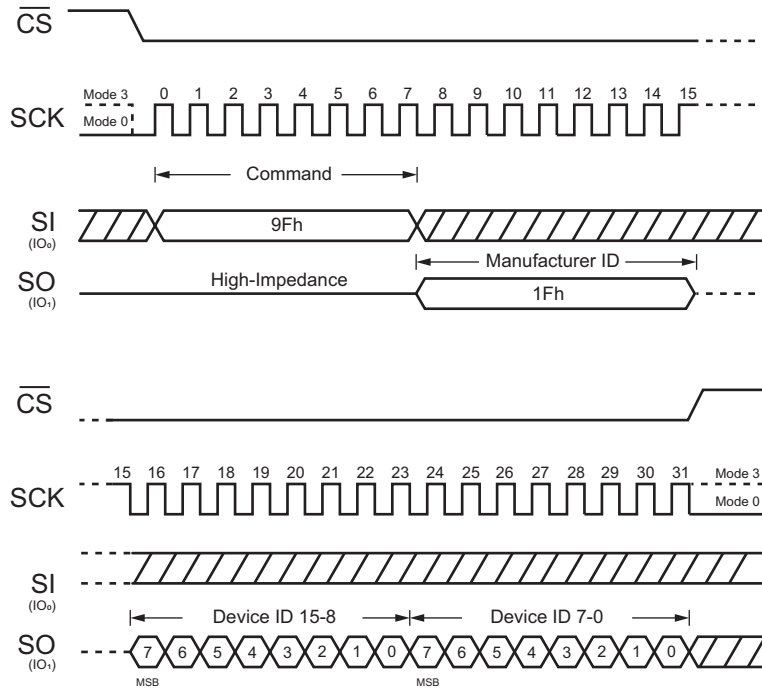 CS
Mode 3
0 1 2 3 4 5 6 7 8 9 10 11 12 13 14 15
SCK
Mode 0
Command
SI
9Fh
(IO₀)
Manufacturer ID
SO
High-Impedance
1Fh
(IO₁)
CS
15 16 17 18 19 20 21 22 23 24 25 26 27 28 29 30 31
Mode 3
SCK
Mode 0
SI
(IO₀)
Device ID 15-8
Device ID 7-0
SO
7 6 5 4 3 2 1 0 7 6 5 4 3 2 1 0
(IO₁)
MSB
MSB